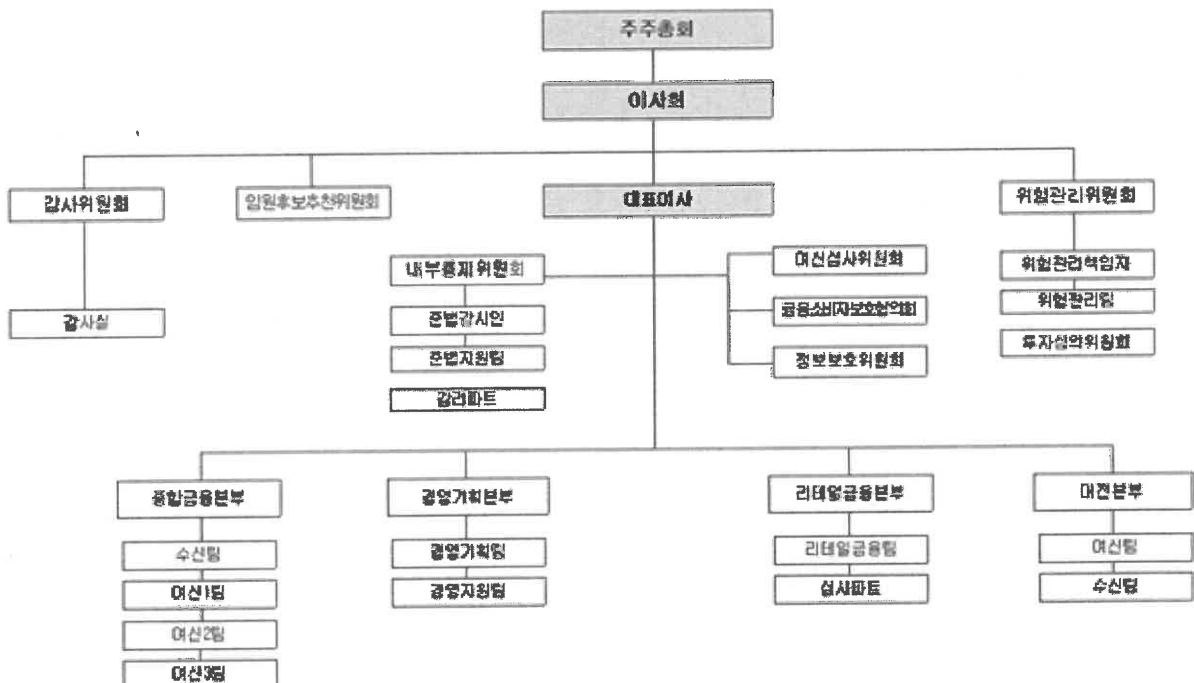 주주총회
이사회
감사위원회
임원후보추천위원회
대표이사
위험관리위원회
내부통제위원회
여신심사위원회
위험관리책임자
준법감시인
금융소비자보호협의회
위험관리팀
감사실
준법지원팀
정보보호위원회
투자심의위원회
감리파트
종합금융본부
경영기획본부
리테일금융본부
대전본부
수신팀
경영기획팀
리테일금융팀
여신팀
여신1팀
경영지원팀
심사파트
수신팀
여신2팀
여신3팀